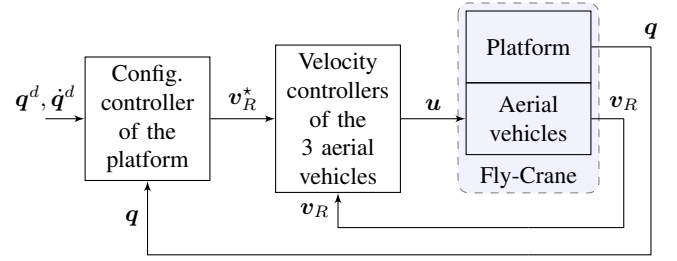 q^d, q̇^d
Config.
controller
of the
platform
v_R^⋆
Velocity
controllers
of the
3 aerial
vehicles
u
Platform
Aerial
vehicles
Fly-Crane
q
v_R
v_R
q